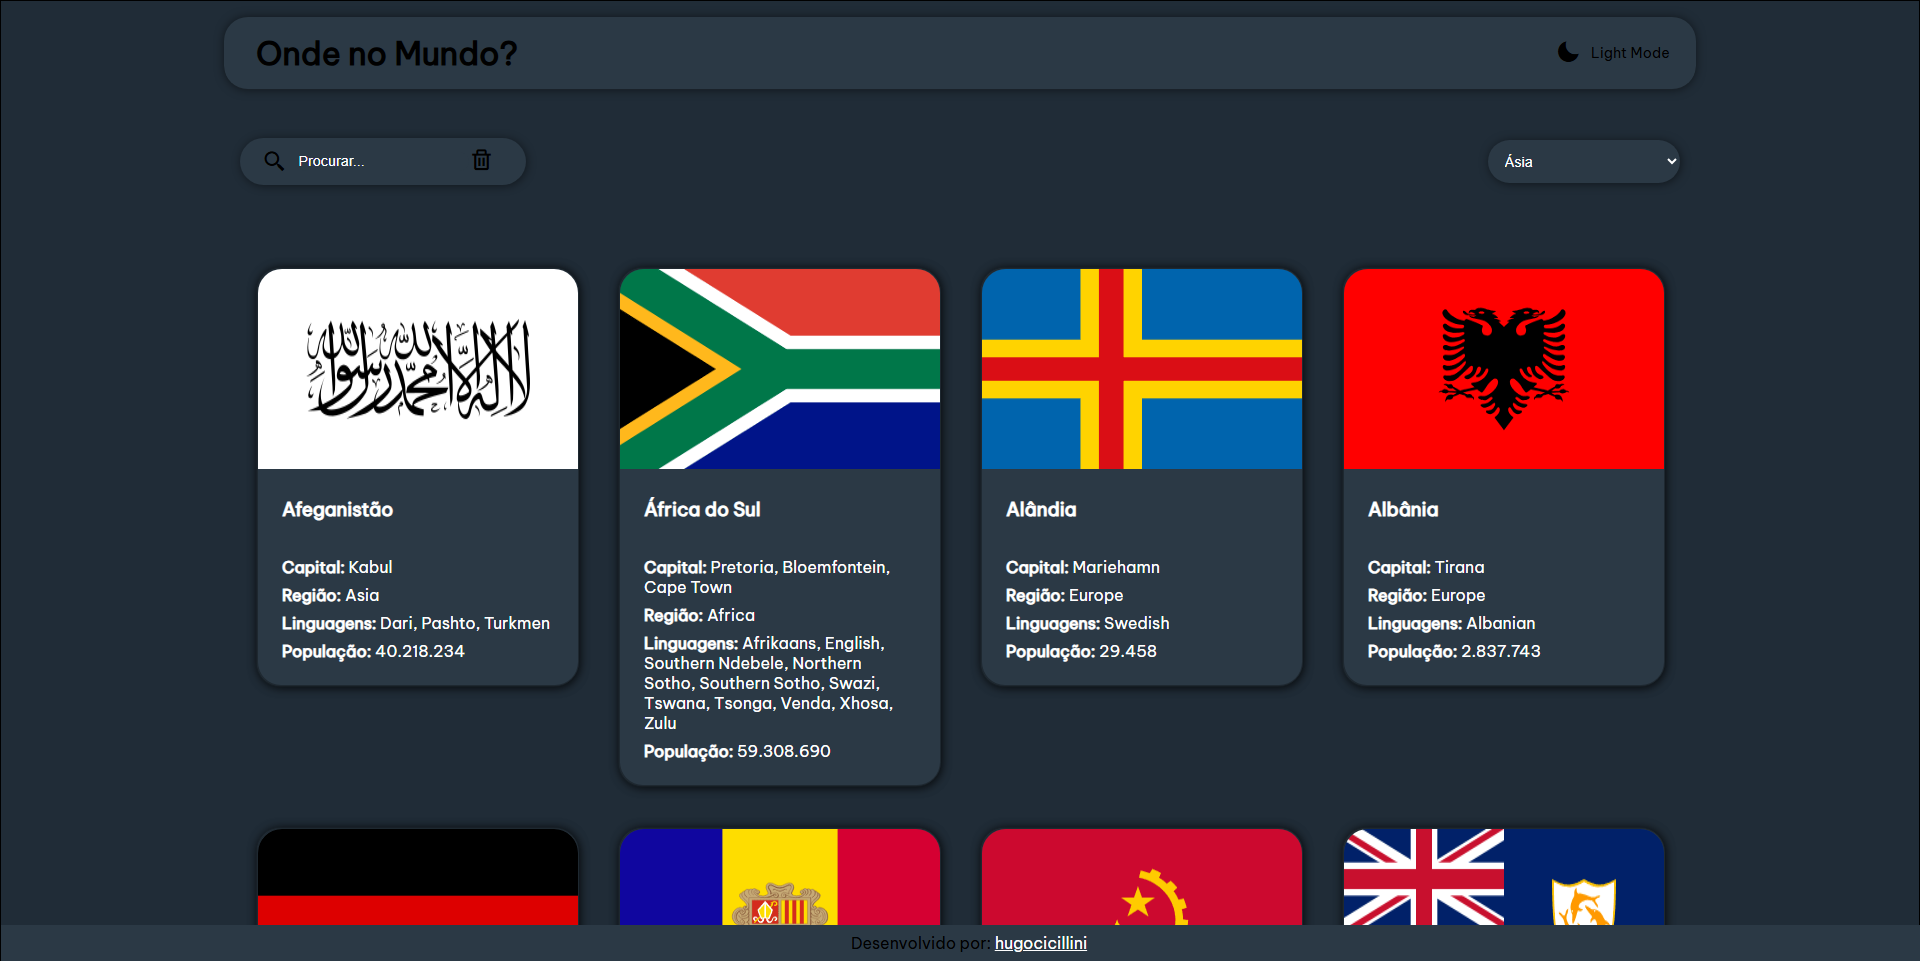 Onde no Mundo?
Light Mode
Procurar...
Ásia
لا إله إلا الله محمد رسول الله
Afeganistão
Capital: Kabul
Região: Asia
Linguagens: Dari, Pashto, Turkmen
População: 40.218.234
África do Sul
Capital: Pretoria, Bloemfontein,
Cape Town
Região: Africa
Linguagens: Afrikaans, English,
Southern Ndebele, Northern
Sotho, Southern Sotho, Swazi,
Tswana, Tsonga, Venda, Xhosa,
Zulu
População: 59.308.690
Alândia
Capital: Mariehamn
Região: Europe
Linguagens: Swedish
População: 29.458
Albânia
Capital: Tirana
Região: Europe
Linguagens: Albanian
População: 2.837.743
Desenvolvido por: hugocicillini